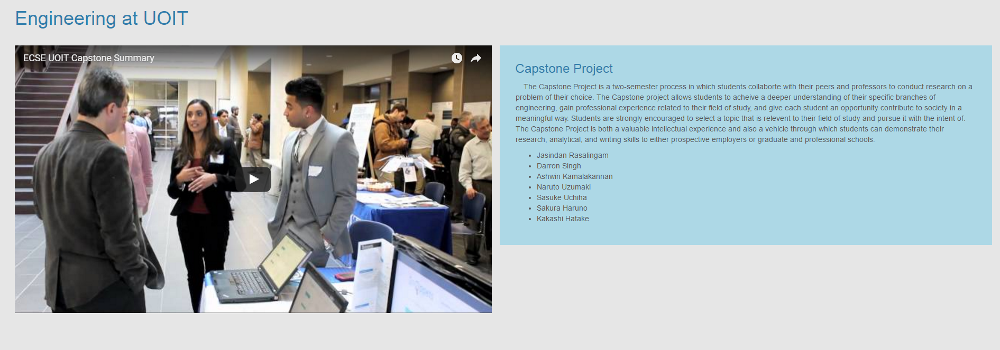 Engineering at UOIT
ECSE UOIT Capstone Summary
Capstone Project
The Capstone Project is a two-semester process in which students collaborte with their peers and professors to conduct research on a
problem of their choice. The Capstone project allows students to acheive a deeper understanding of their specific branches of
engineering, gain professional experience related to their field of study, and give each student an opportunity contribute to society in a
meaningful way. Students are strongly encouraged to select a topic that is relevent to their field of study and pursue it with the intent of.
The Capstone Project is both a valuable intellectual experience and also a vehicle through which students can demonstrate their
research, analytical, and writing skills to either prospective employers or graduate and professional schools.
• Jasindan Rasalingam
• Darron Singh
• Ashwin Kamalakannan
• Naruto Uzumaki
• Sasuke Uchiha
• Sakura Haruno
• Kakashi Hatake